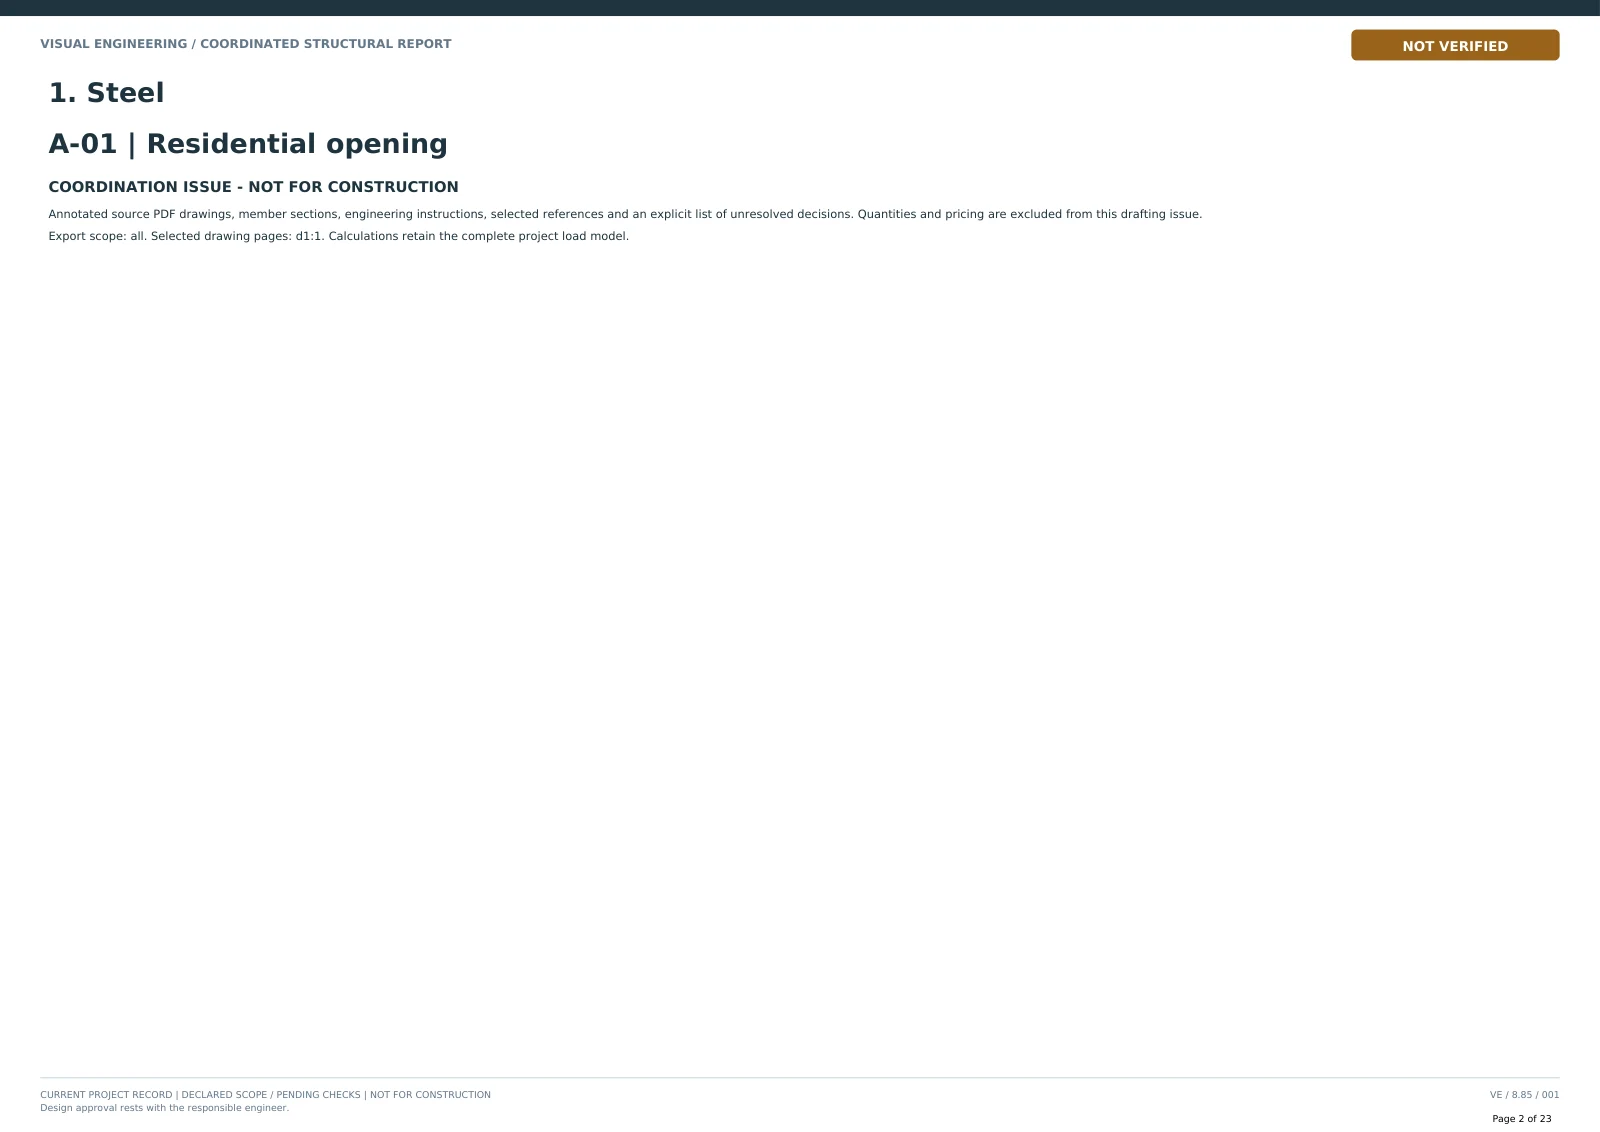 VISUAL ENGINEERING / COORDINATED STRUCTURAL REPORT
NOT VERIFIED
1. Steel
A-01 | Residential opening
COORDINATION ISSUE - NOT FOR CONSTRUCTION
Annotated source PDF drawings, member sections, engineering instructions, selected references and an explicit list of unresolved decisions. Quantities and pricing are excluded from this drafting issue.
Export scope: all. Selected drawing pages: d1:1. Calculations retain the complete project load model.
CURRENT PROJECT RECORD | DECLARED SCOPE / PENDING CHECKS | NOT FOR CONSTRUCTION
VE / 8.85 / 001
Design approval rests with the responsible engineer.
Page 2 of 23